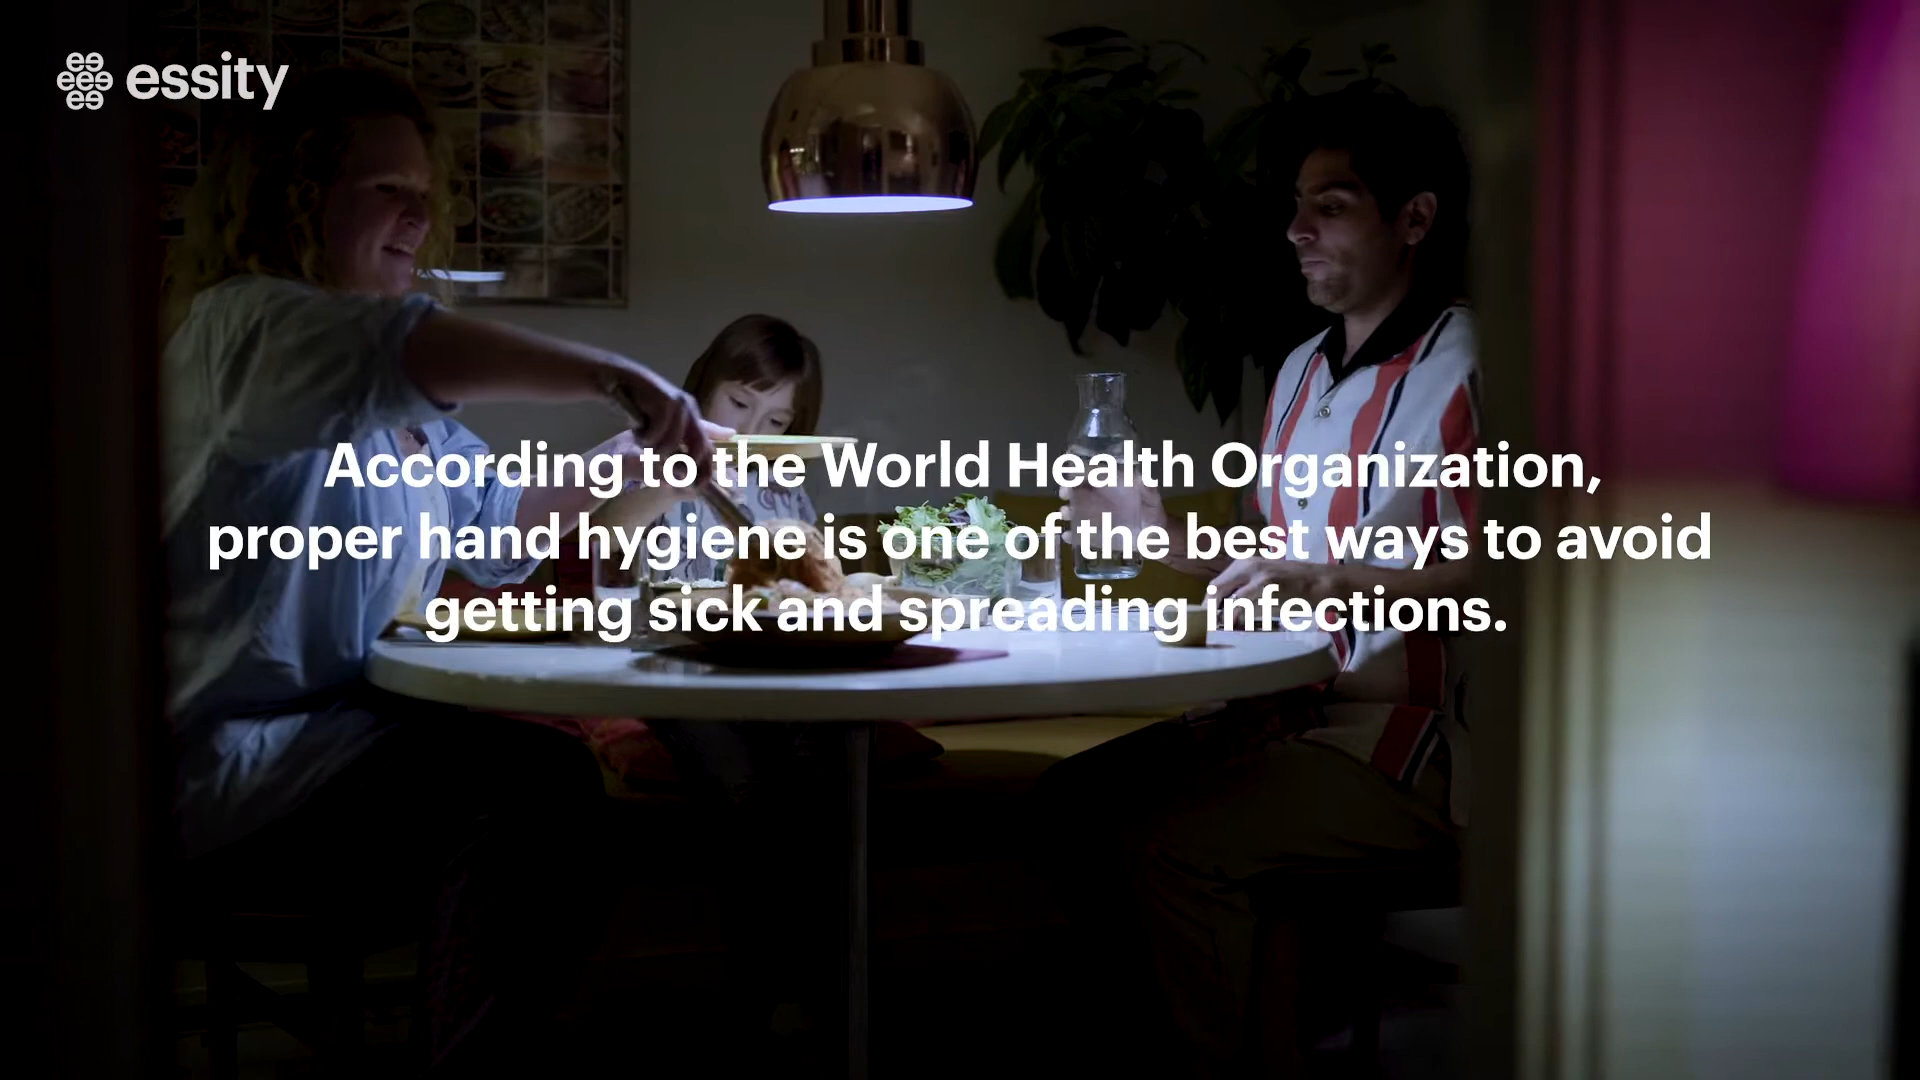 essity
According to the World Health Organization,
proper hand hygiene is one of the best ways to avoid
getting sick and spreading infections.